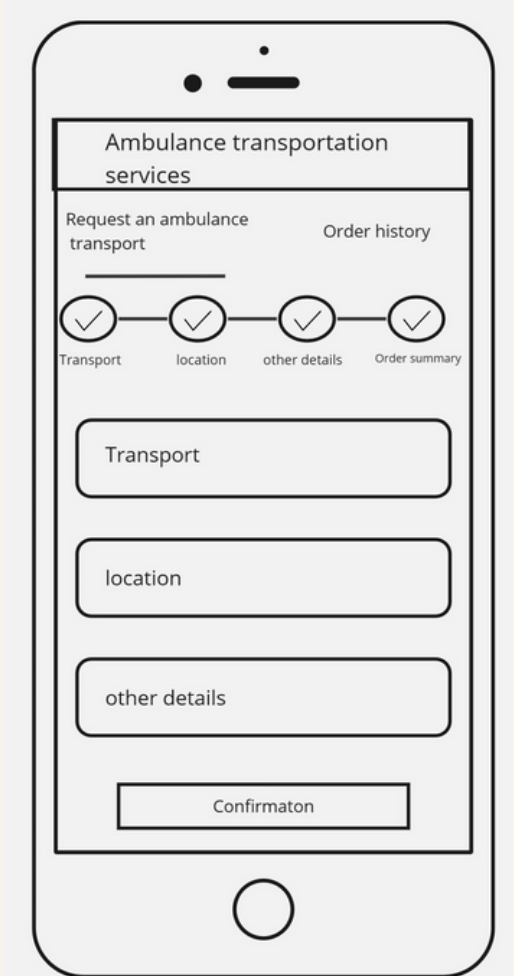 Ambulance transportation
services
Request an ambulance
transport
Order history
Transport
location
other details
Order summary
Transport
location
other details
Confirmaton